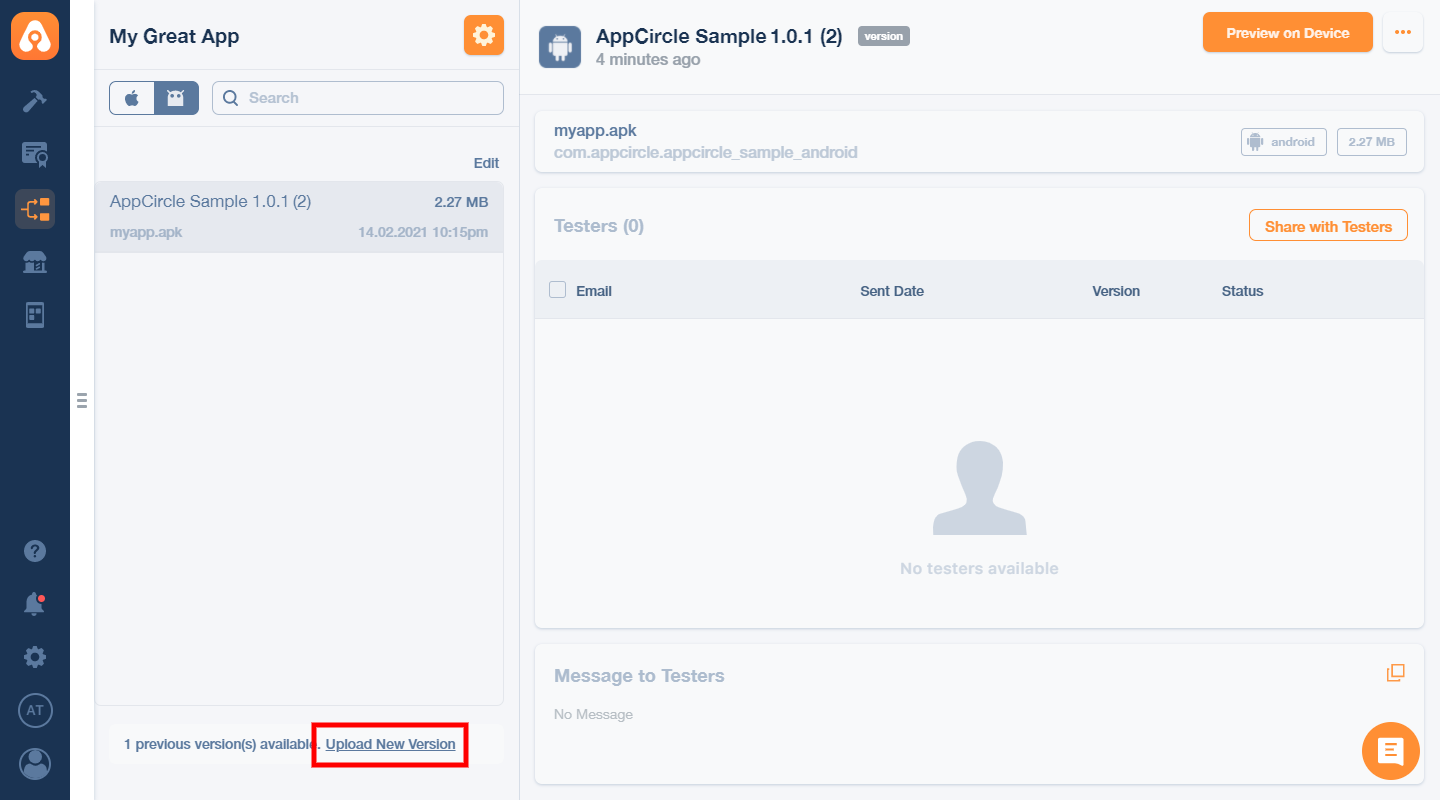 My Great App
Search
Edit
AppCircle Sample 1.0.1 (2) 2.27 MB
myapp.apk 14.02.2021 10:15pm
1 previous version(s) available. Upload New Version
?
AT
AppCircle Sample 1.0.1 (2) version
4 minutes ago
Preview on Device
myapp.apk
com.appcircle.appcircle_sample_android
android 2.27 MB
Testers (0)
Share with Testers
Email Sent Date Version Status
No testers available
Message to Testers
No Message